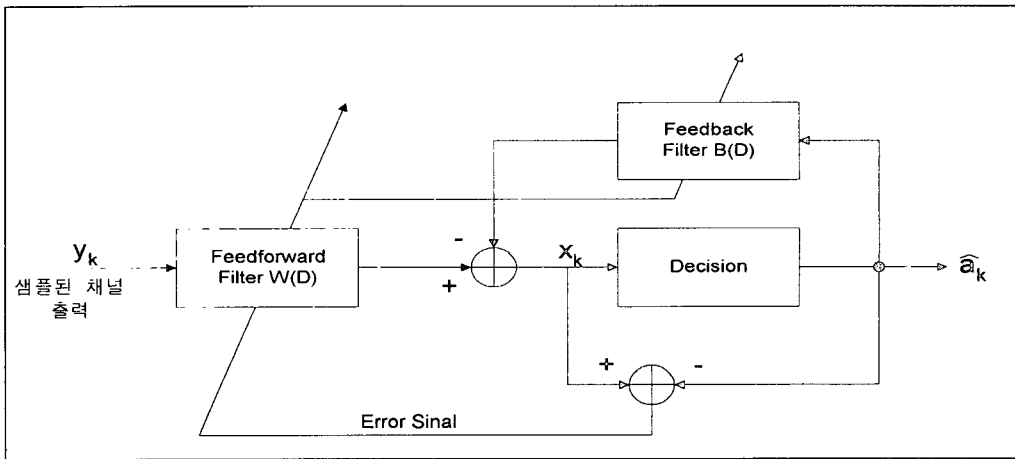 Feedback
Filter B(D)
y_k
샘플된 채널
출력
Feedforward
Filter W(D)
-
+
x_k
Decision
â_k
+
-
Error Sinal